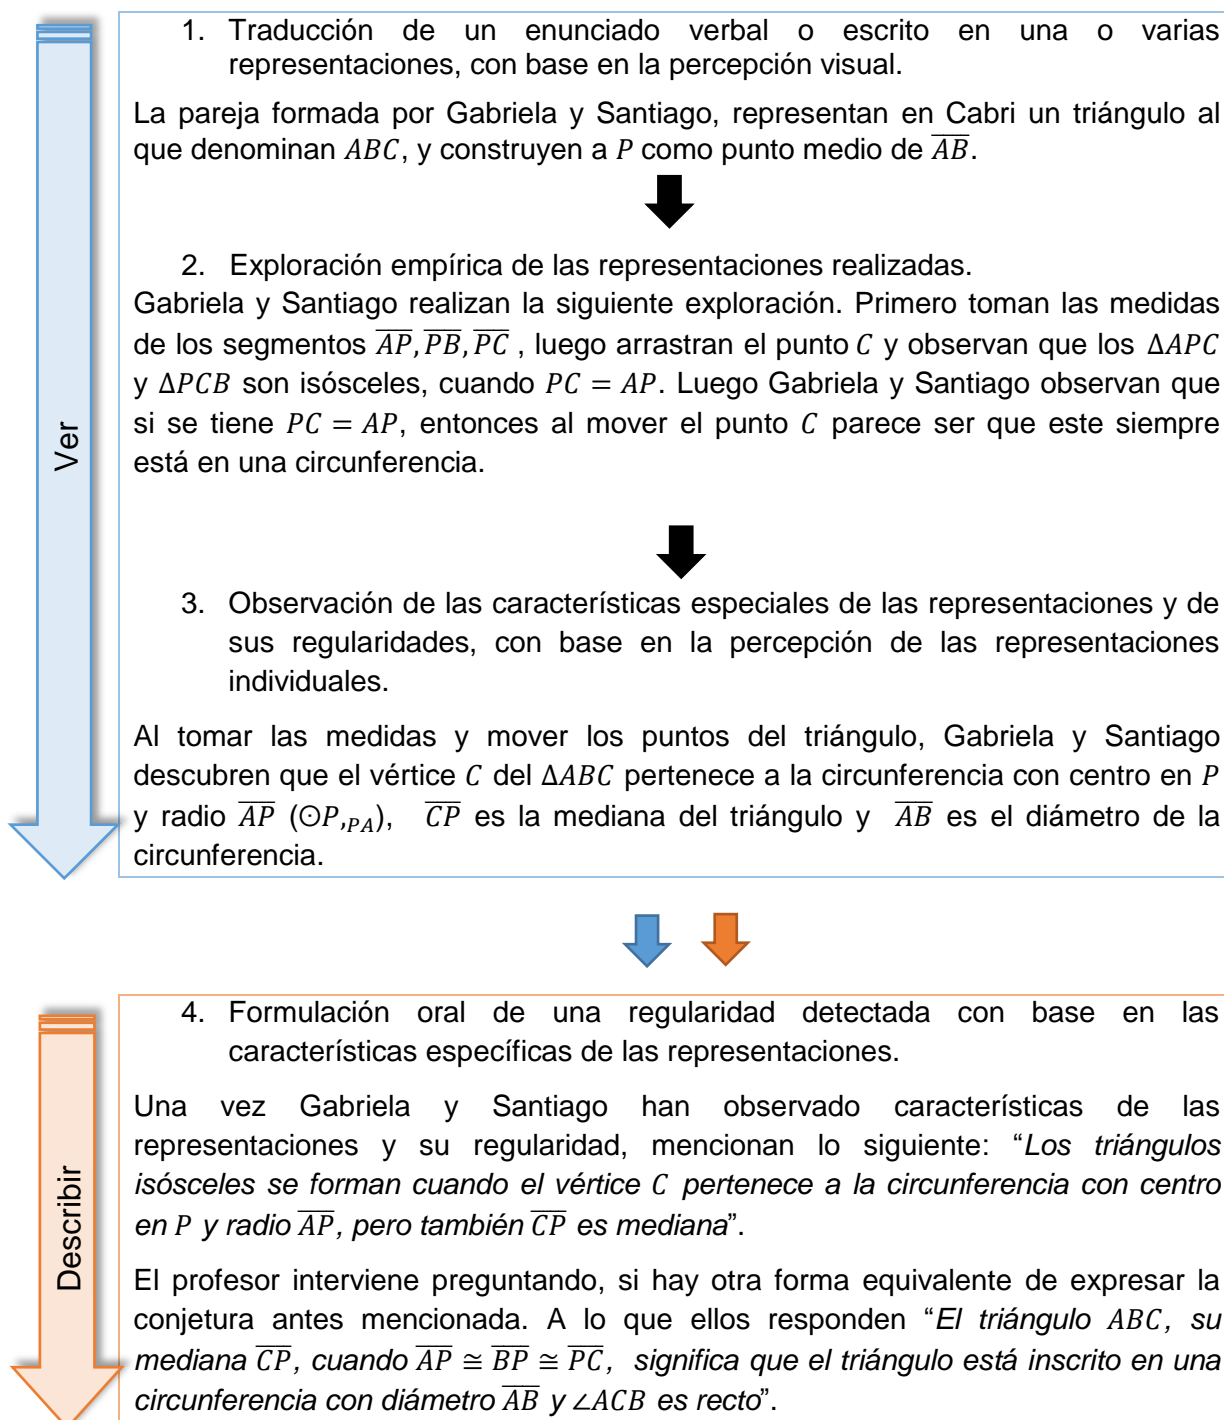 1. Traducción de un enunciado verbal o escrito en una o varias
representaciones, con base en la percepción visual.
La pareja formada por Gabriela y Santiago, representan en Cabri un triángulo al
que denominan 𝐴𝐵𝐶, y construyen a 𝑃 como punto medio de 𝐴𝐵̅̅̅̅.
2. Exploración empírica de las representaciones realizadas.
Gabriela y Santiago realizan la siguiente exploración. Primero toman las medidas
de los segmentos 𝐴𝑃̅̅̅̅, 𝑃𝐵̅̅̅̅, 𝑃𝐶̅̅̅̅ , luego arrastran el punto 𝐶 y observan que los Δ𝐴𝑃𝐶
y Δ𝑃𝐶𝐵 son isósceles, cuando 𝑃𝐶 = 𝐴𝑃. Luego Gabriela y Santiago observan que
si se tiene 𝑃𝐶 = 𝐴𝑃, entonces al mover el punto 𝐶 parece ser que este siempre
está en una circunferencia.
Ver
3. Observación de las características especiales de las representaciones y de
sus regularidades, con base en la percepción de las representaciones
individuales.
Al tomar las medidas y mover los puntos del triángulo, Gabriela y Santiago
descubren que el vértice 𝐶 del Δ𝐴𝐵𝐶 pertenece a la circunferencia con centro en 𝑃
y radio 𝐴𝑃̅̅̅̅ (⊙𝑃,𝑃𝐴), 𝐶𝑃̅̅̅̅ es la mediana del triángulo y 𝐴𝐵̅̅̅̅ es el diámetro de la
circunferencia.
4. Formulación oral de una regularidad detectada con base en las
características específicas de las representaciones.
Una vez Gabriela y Santiago han observado características de las
representaciones y su regularidad, mencionan lo siguiente: “Los triángulos
isósceles se forman cuando el vértice 𝐶 pertenece a la circunferencia con centro
en 𝑃 y radio 𝐴𝑃̅̅̅̅, pero también 𝐶𝑃̅̅̅̅ es mediana”.
Describir
El profesor interviene preguntando, si hay otra forma equivalente de expresar la
conjetura antes mencionada. A lo que ellos responden “El triángulo 𝐴𝐵𝐶, su
mediana 𝐶𝑃̅̅̅̅, cuando 𝐴𝑃̅̅̅̅ ≅ 𝐵𝑃̅̅̅̅ ≅ 𝑃𝐶̅̅̅̅, significa que el triángulo está inscrito en una
circunferencia con diámetro 𝐴𝐵̅̅̅̅ y ∠𝐴𝐶𝐵 es recto”.